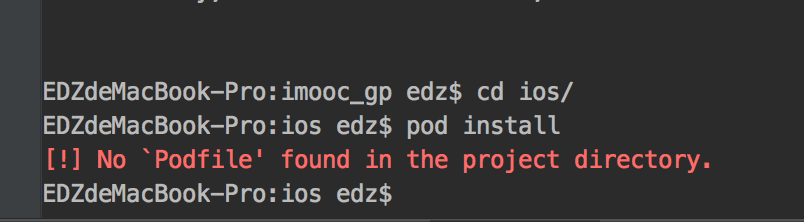 EDZdeMacBook-Pro:imooc_gp edz$ cd ios/
EDZdeMacBook-Pro:ios edz$ pod install
[!] No `Podfile' found in the project directory.
EDZdeMacBook-Pro:ios edz$